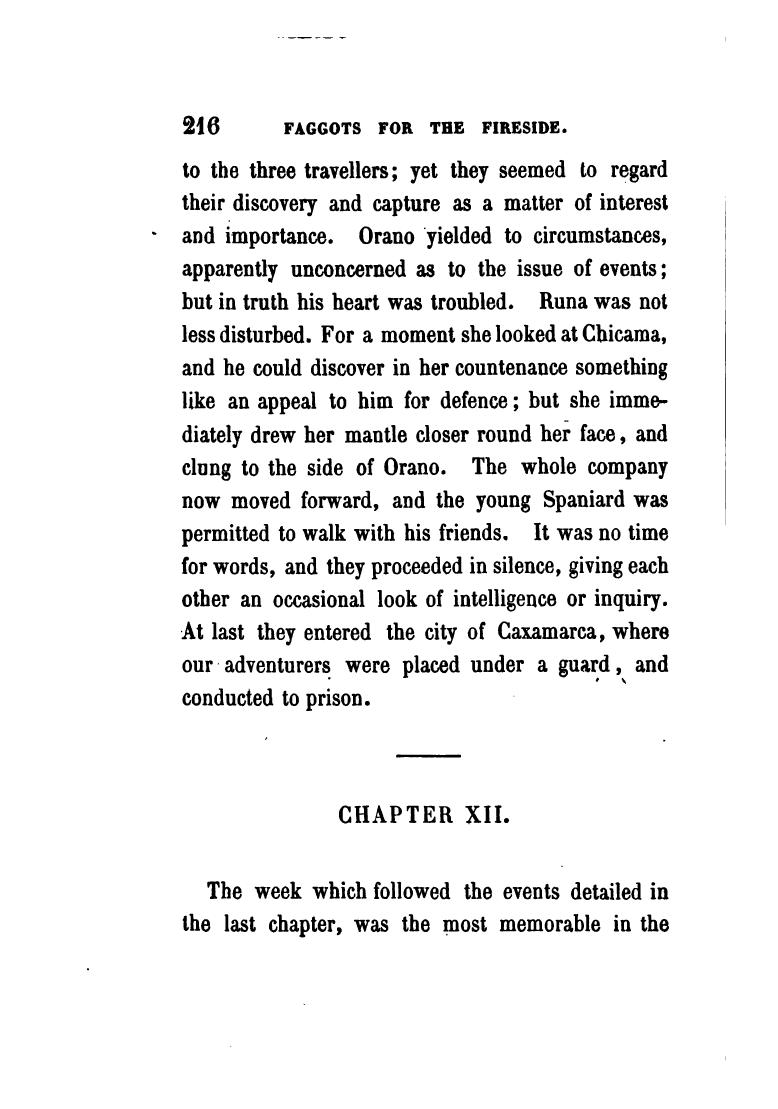 216 FAGGOTS FOR THE FIRESIDE.
to the three travellers; yet they seemed to regard
their discovery and capture as a matter of interest
and importance. Orano yielded to circumstances,
apparently unconcerned as to the issue of events;
but in truth his heart was troubled. Runa was not
less disturbed. For a moment she looked at Chicama,
and he could discover in her countenance something
like an appeal to him for defence; but she imme-
diately drew her mantle closer round her face, and
clung to the side of Orano. The whole company
now moved forward, and the young Spaniard was
permitted to walk with his friends. It was no time
for words, and they proceeded in silence, giving each
other an occasional look of intelligence or inquiry.
At last they entered the city of Caxamarca, where
our adventurers were placed under a guard, and
conducted to prison.
CHAPTER XII.
The week which followed the events detailed in
the last chapter, was the most memorable in the